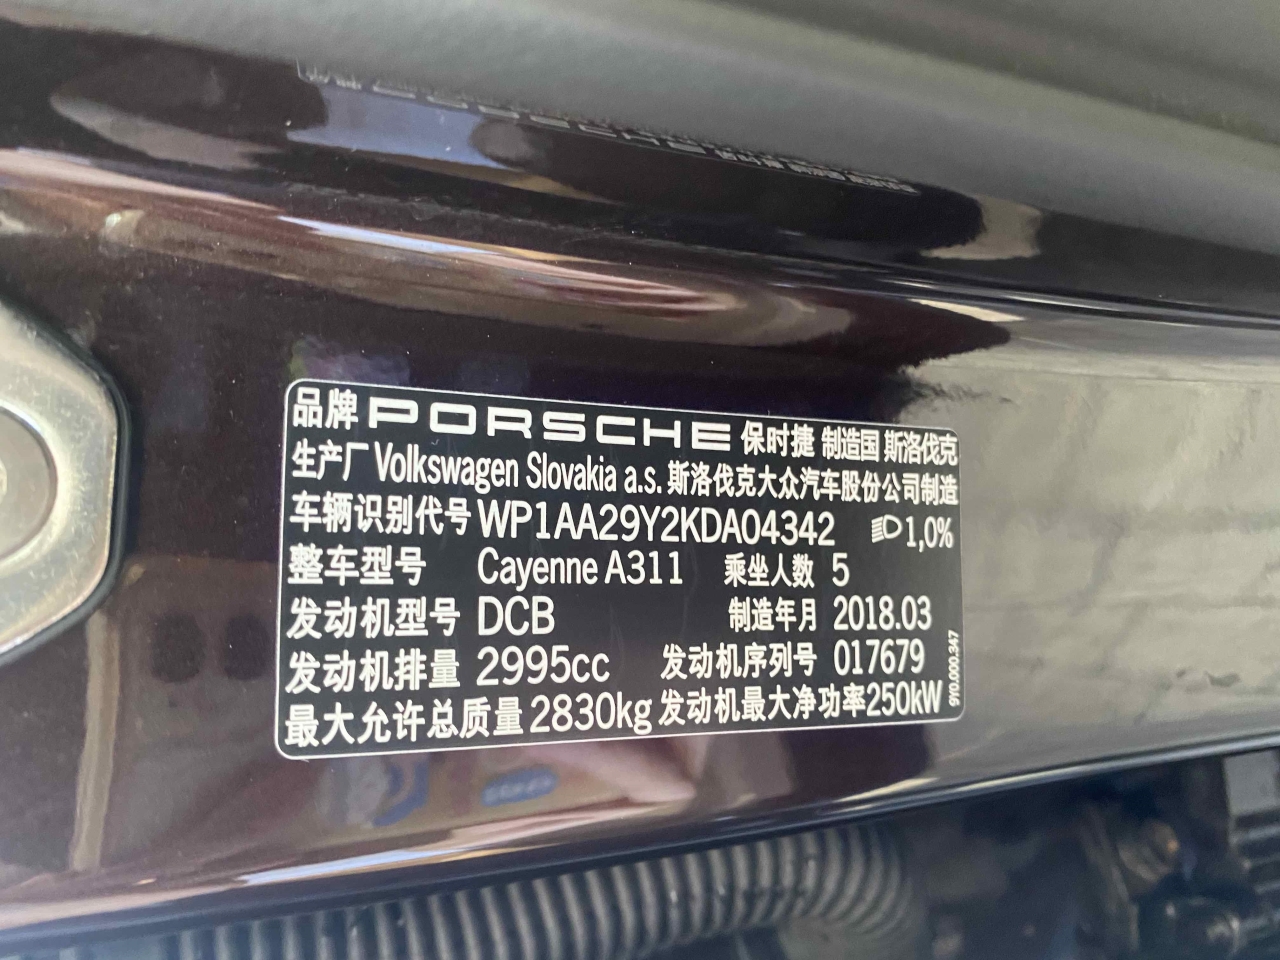 品牌 PORSCHE 保时捷 制造国 斯洛伐克
生产厂 Volkswagen Slovakia a.s. 斯洛伐克大众汽车股份公司制造
车辆识别代号 WP1AA29Y2KDA04342 1,0%
整车型号 Cayenne A311 乘坐人数 5
发动机型号 DCB 制造年月 2018.03
发动机排量 2995cc 发动机序列号 017679
最大允许总质量 2830kg 发动机最大净功率 250kW
9Y0.000.347